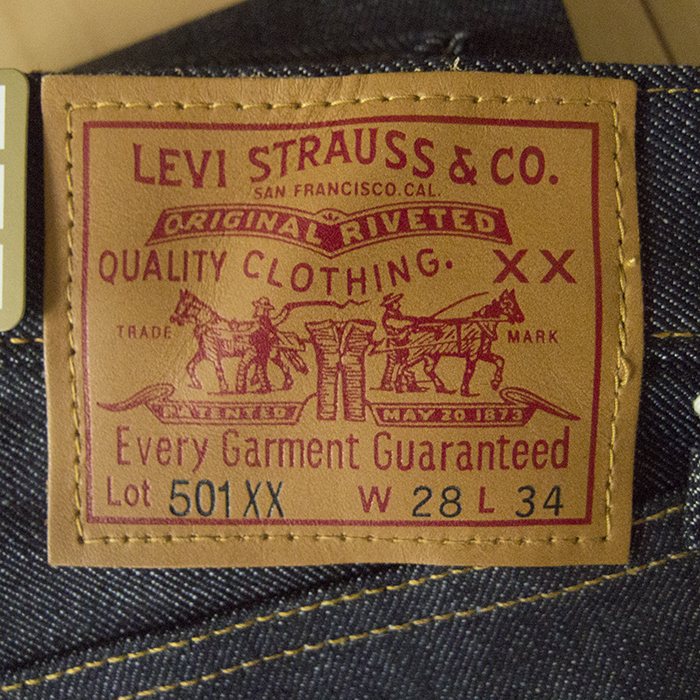 LEVI STRAUSS & CO.
SAN FRANCISCO. CAL.
ORIGINAL RIVETED
QUALITY CLOTHING. XX
TRADE MARK
PATENTED MAY 20 1873
Every Garment Guaranteed
Lot 501XX W 28 L 34